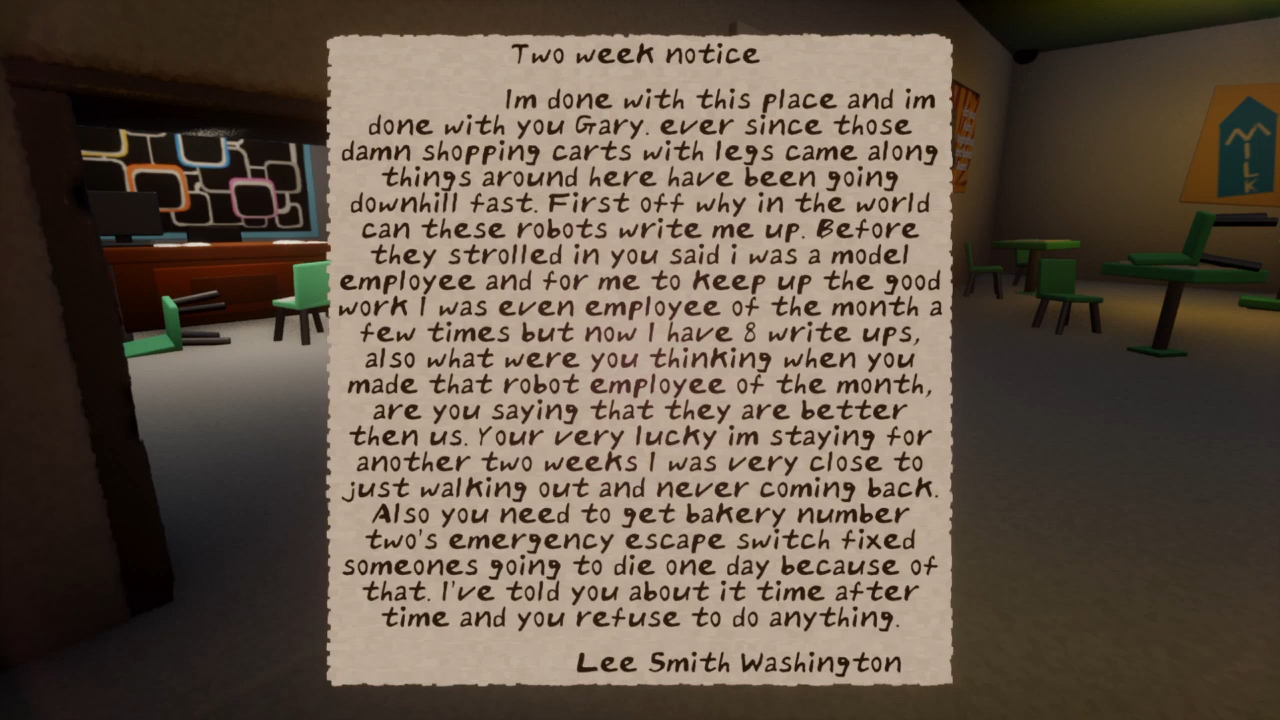 Two week notice
Im done with this place and im
done with you Gary. ever since those
damn shopping carts with legs came along
things around here have been going
downhill fast. First off why in the world
can these robots write me up. Before
they strolled in you said i was a model
employee and for me to keep up the good
work I was even employee of the month a
few times but now I have 8 write ups,
also what were you thinking when you
made that robot employee of the month,
are you saying that they are better
then us. Your very lucky im staying for
another two weeks I was very close to
just walking out and never coming back.
Also you need to get bakery number
two's emergency escape switch fixed
someones going to die one day because of
that. I've told you about it time after
time and you refuse to do anything.
Lee Smith Washington
MILK